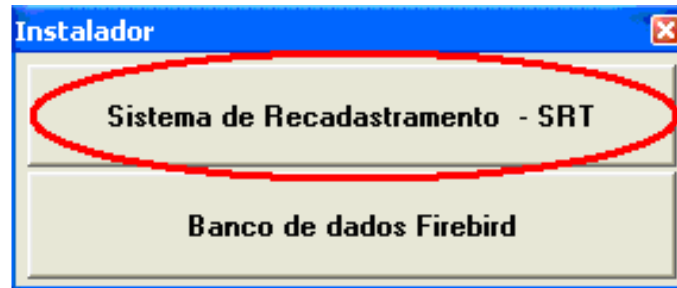 Instalador
Sistema de Recadastramento - SRT
Banco de dados Firebird